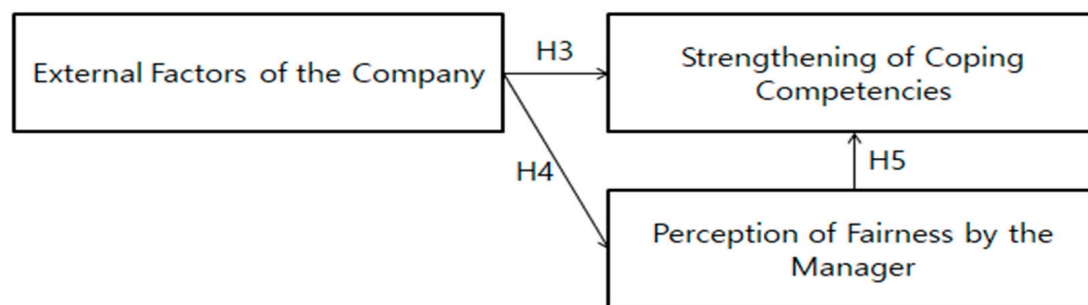 External Factors of the Company
H3
Strengthening of Coping
Competencies
H4
H5
Perception of Fairness by the
Manager